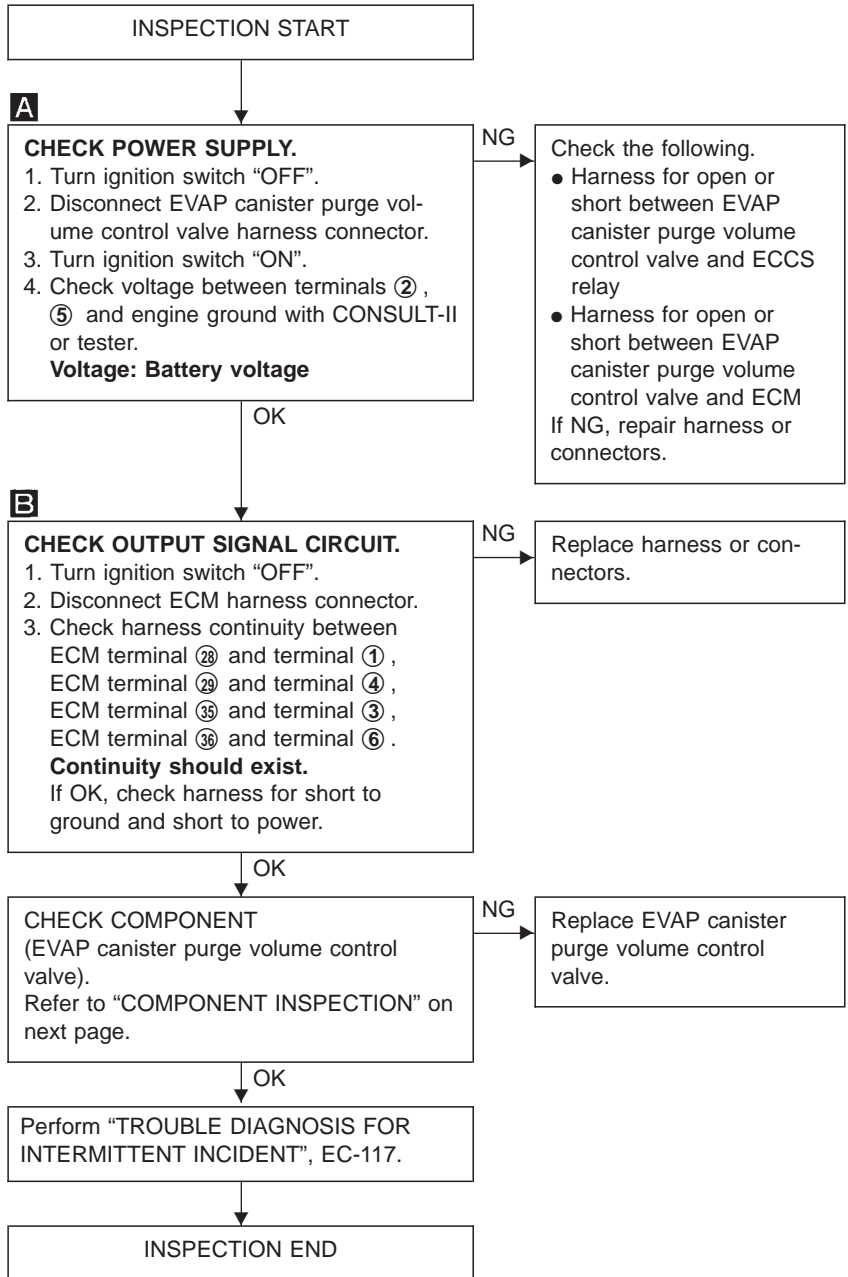 INSPECTION START
A
CHECK POWER SUPPLY.
1. Turn ignition switch “OFF”.
2. Disconnect EVAP canister purge vol-
ume control valve harness connector.
3. Turn ignition switch “ON”.
4. Check voltage between terminals ② ,
⑤ and engine ground with CONSULT-II
or tester.
Voltage: Battery voltage
NG
Check the following.
● Harness for open or
short between EVAP
canister purge volume
control valve and ECCS
relay
● Harness for open or
short between EVAP
canister purge volume
control valve and ECM
If NG, repair harness or
connectors.
OK
B
CHECK OUTPUT SIGNAL CIRCUIT.
1. Turn ignition switch “OFF”.
2. Disconnect ECM harness connector.
3. Check harness continuity between
ECM terminal ㉘ and terminal ① ,
ECM terminal ㉙ and terminal ④ ,
ECM terminal ㉟ and terminal ③ ,
ECM terminal ㊱ and terminal ⑥ .
Continuity should exist.
If OK, check harness for short to
ground and short to power.
NG
Replace harness or con-
nectors.
OK
CHECK COMPONENT
(EVAP canister purge volume control
valve).
Refer to “COMPONENT INSPECTION” on
next page.
NG
Replace EVAP canister
purge volume control
valve.
OK
Perform “TROUBLE DIAGNOSIS FOR
INTERMITTENT INCIDENT”, EC-117.
INSPECTION END